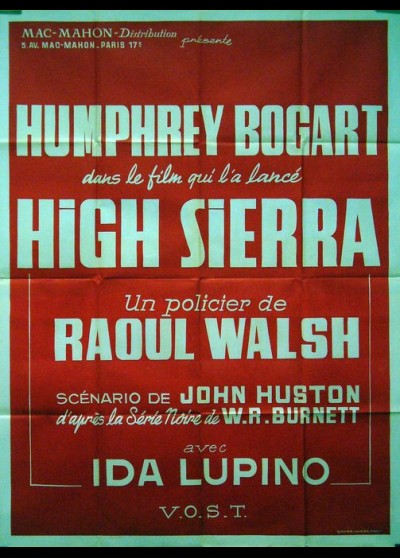 MAC-MAHON-Distribution
5 AV. MAC-MAHON-PARIS 17!
présente
HUMPHREY BOGART
dans le film qui l'a lancé
HiGH SiERRA
Un policier de
RAOUL WALSH
SCÉNARIO DE JOHN HUSTON
d'après la Série Noire de W.R. BURNETT
avec
IDA LUPINO
V.O.S.T.